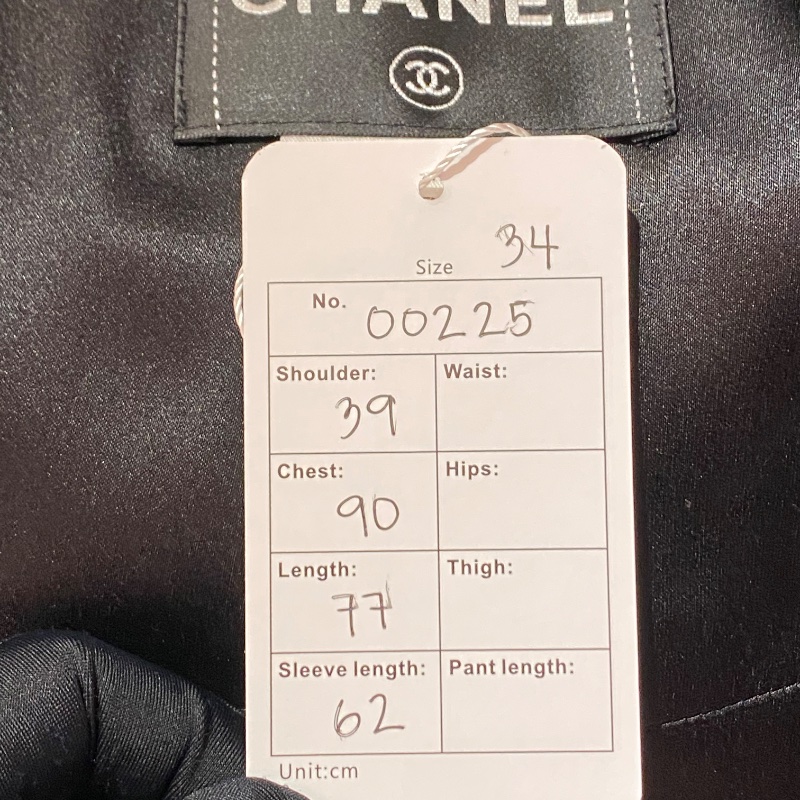 CHANEL
Size 34
No. 00225
Shoulder: Waist:
39
Chest: Hips:
90
Length: Thigh:
77
Sleeve length: Pant length:
62
Unit:cm